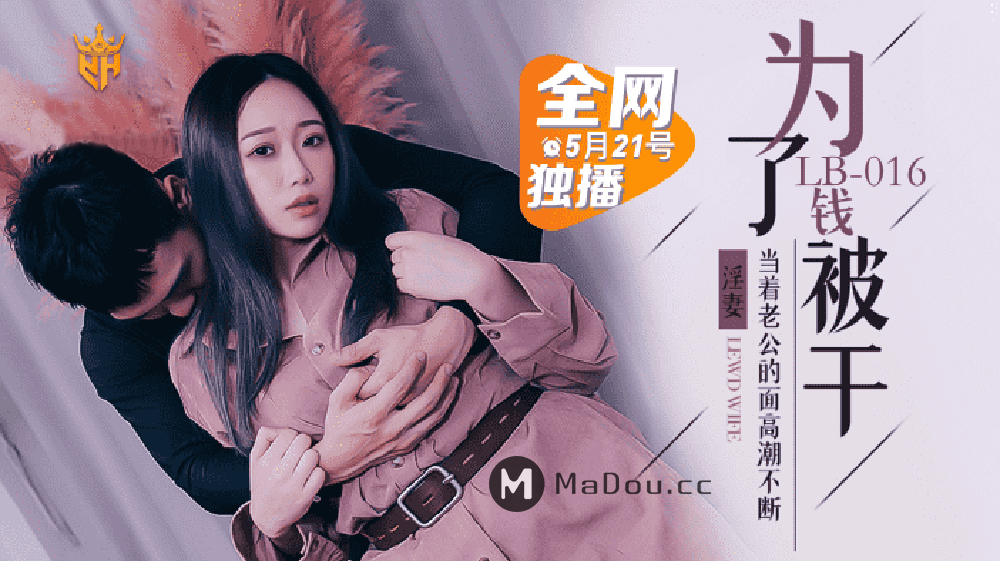 全网
5月21号
独播
为了钱被干
LB-016
淫妻
LEWD WIFE
当着老公的面高潮不断
M MaDou.cc